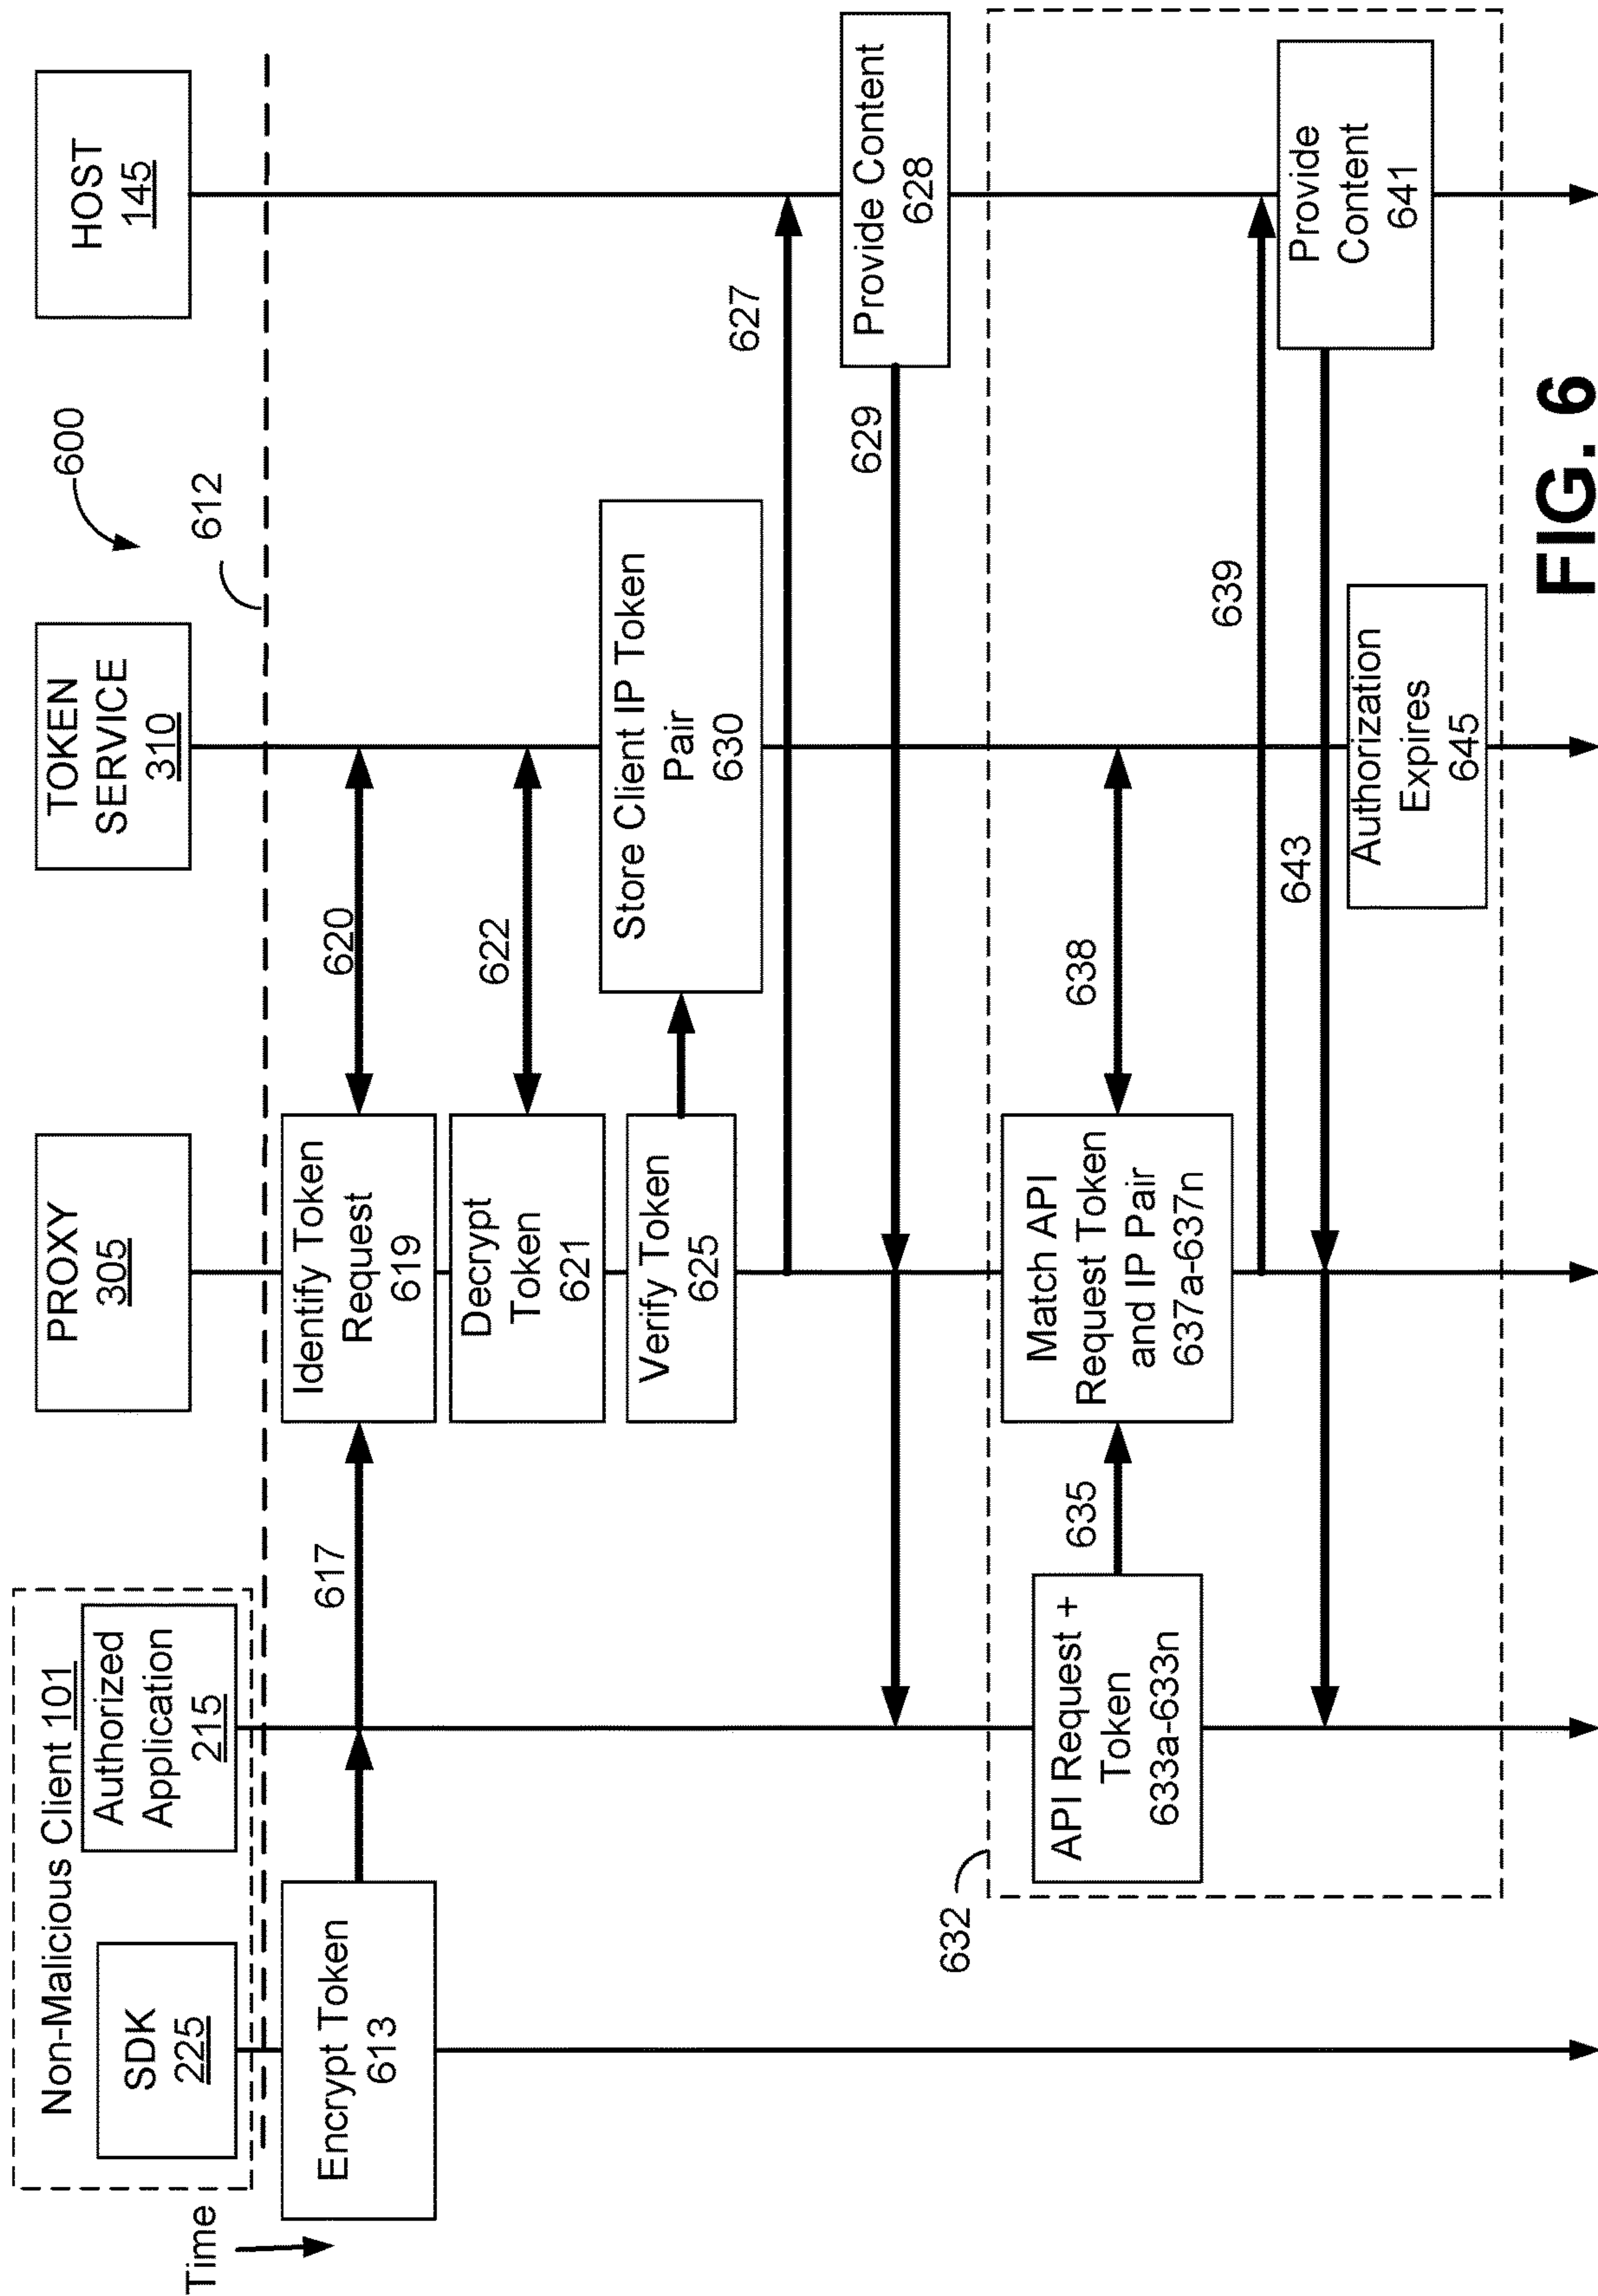 Time
Non-Malicious Client 101
SDK
225
Authorized
Application
215
PROXY
305
TOKEN
SERVICE
310
HOST
145
600
612
Encrypt Token
613
617
Identify Token
Request
619
620
Decrypt
Token
621
622
Verify Token
625
Store Client IP Token
Pair
630
627
Provide Content
628
629
632
API Request +
Token
633a-633n
635
Match API
Request Token
and IP Pair
637a-637n
638
639
Provide
Content
641
643
Authorization
Expires
645
FIG. 6